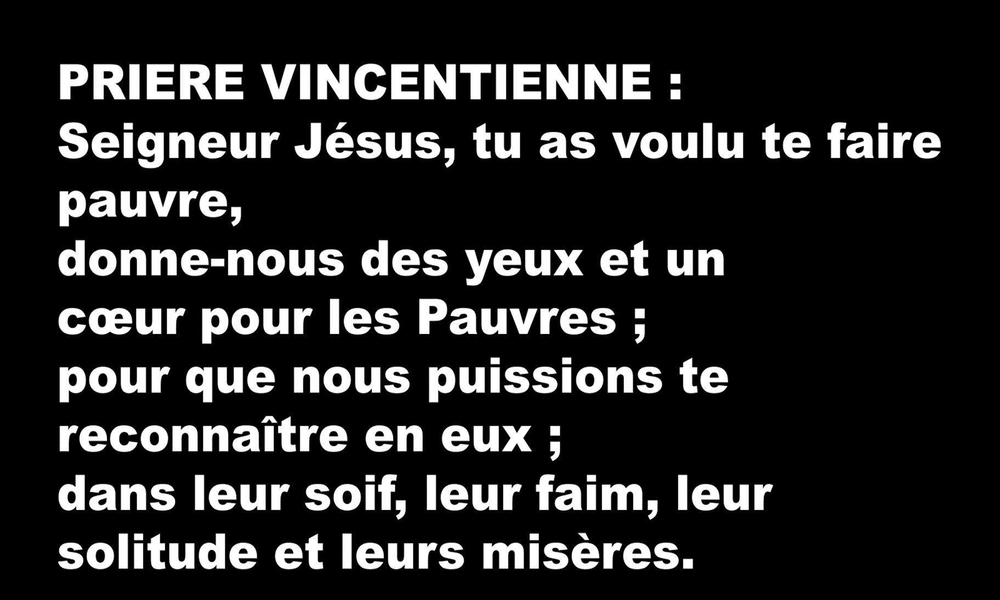 PRIERE VINCENTIENNE :
Seigneur Jésus, tu as voulu te faire
pauvre,
donne-nous des yeux et un
cœur pour les Pauvres ;
pour que nous puissions te
reconnaître en eux ;
dans leur soif, leur faim, leur
solitude et leurs misères.